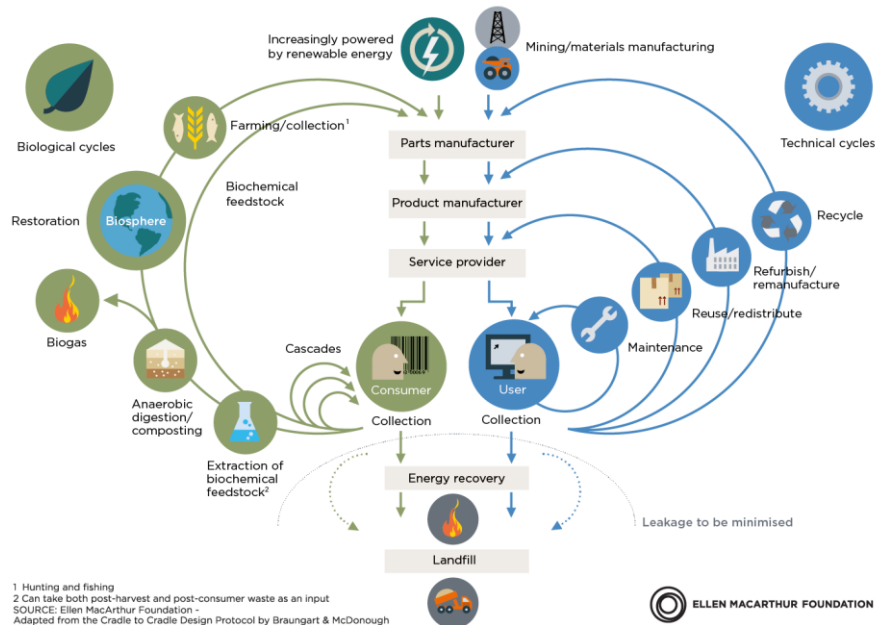 Increasingly powered
by renewable energy
Mining/materials manufacturing
Biological cycles
Farming/collection¹
Technical cycles
Parts manufacturer
Biochemical
feedstock
Product manufacturer
Restoration
Biosphere
Recycle
Service provider
Refurbish/
remanufacture
Reuse/redistribute
Biogas
Cascades
Maintenance
Consumer
User
Anaerobic
digestion/
composting
Collection
Collection
Extraction of
biochemical
feedstock²
Energy recovery
Leakage to be minimised
Landfill
1 Hunting and fishing
2 Can take both post-harvest and post-consumer waste as an input
SOURCE: Ellen MacArthur Foundation -
Adapted from the Cradle to Cradle Design Protocol by Braungart & McDonough
ELLEN MACARTHUR FOUNDATION